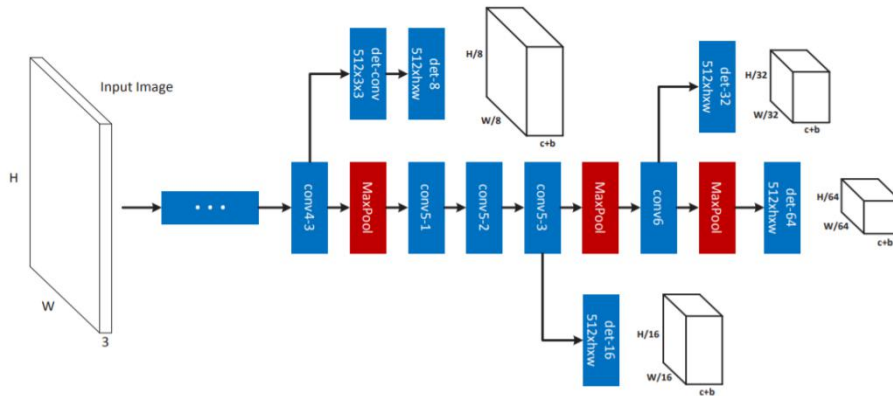 Input Image
H
W
3
• • •
conv4-3
MaxPool
conv5-1
conv5-2
conv5-3
MaxPool
conv6
MaxPool
det-64
512xhxw
H/64
W/64
c+b
det-conv
512x3x3
det-8
512xhxw
H/8
W/8
c+b
det-32
512xhxw
H/32
W/32
c+b
det-16
512xhxw
H/16
W/16
c+b